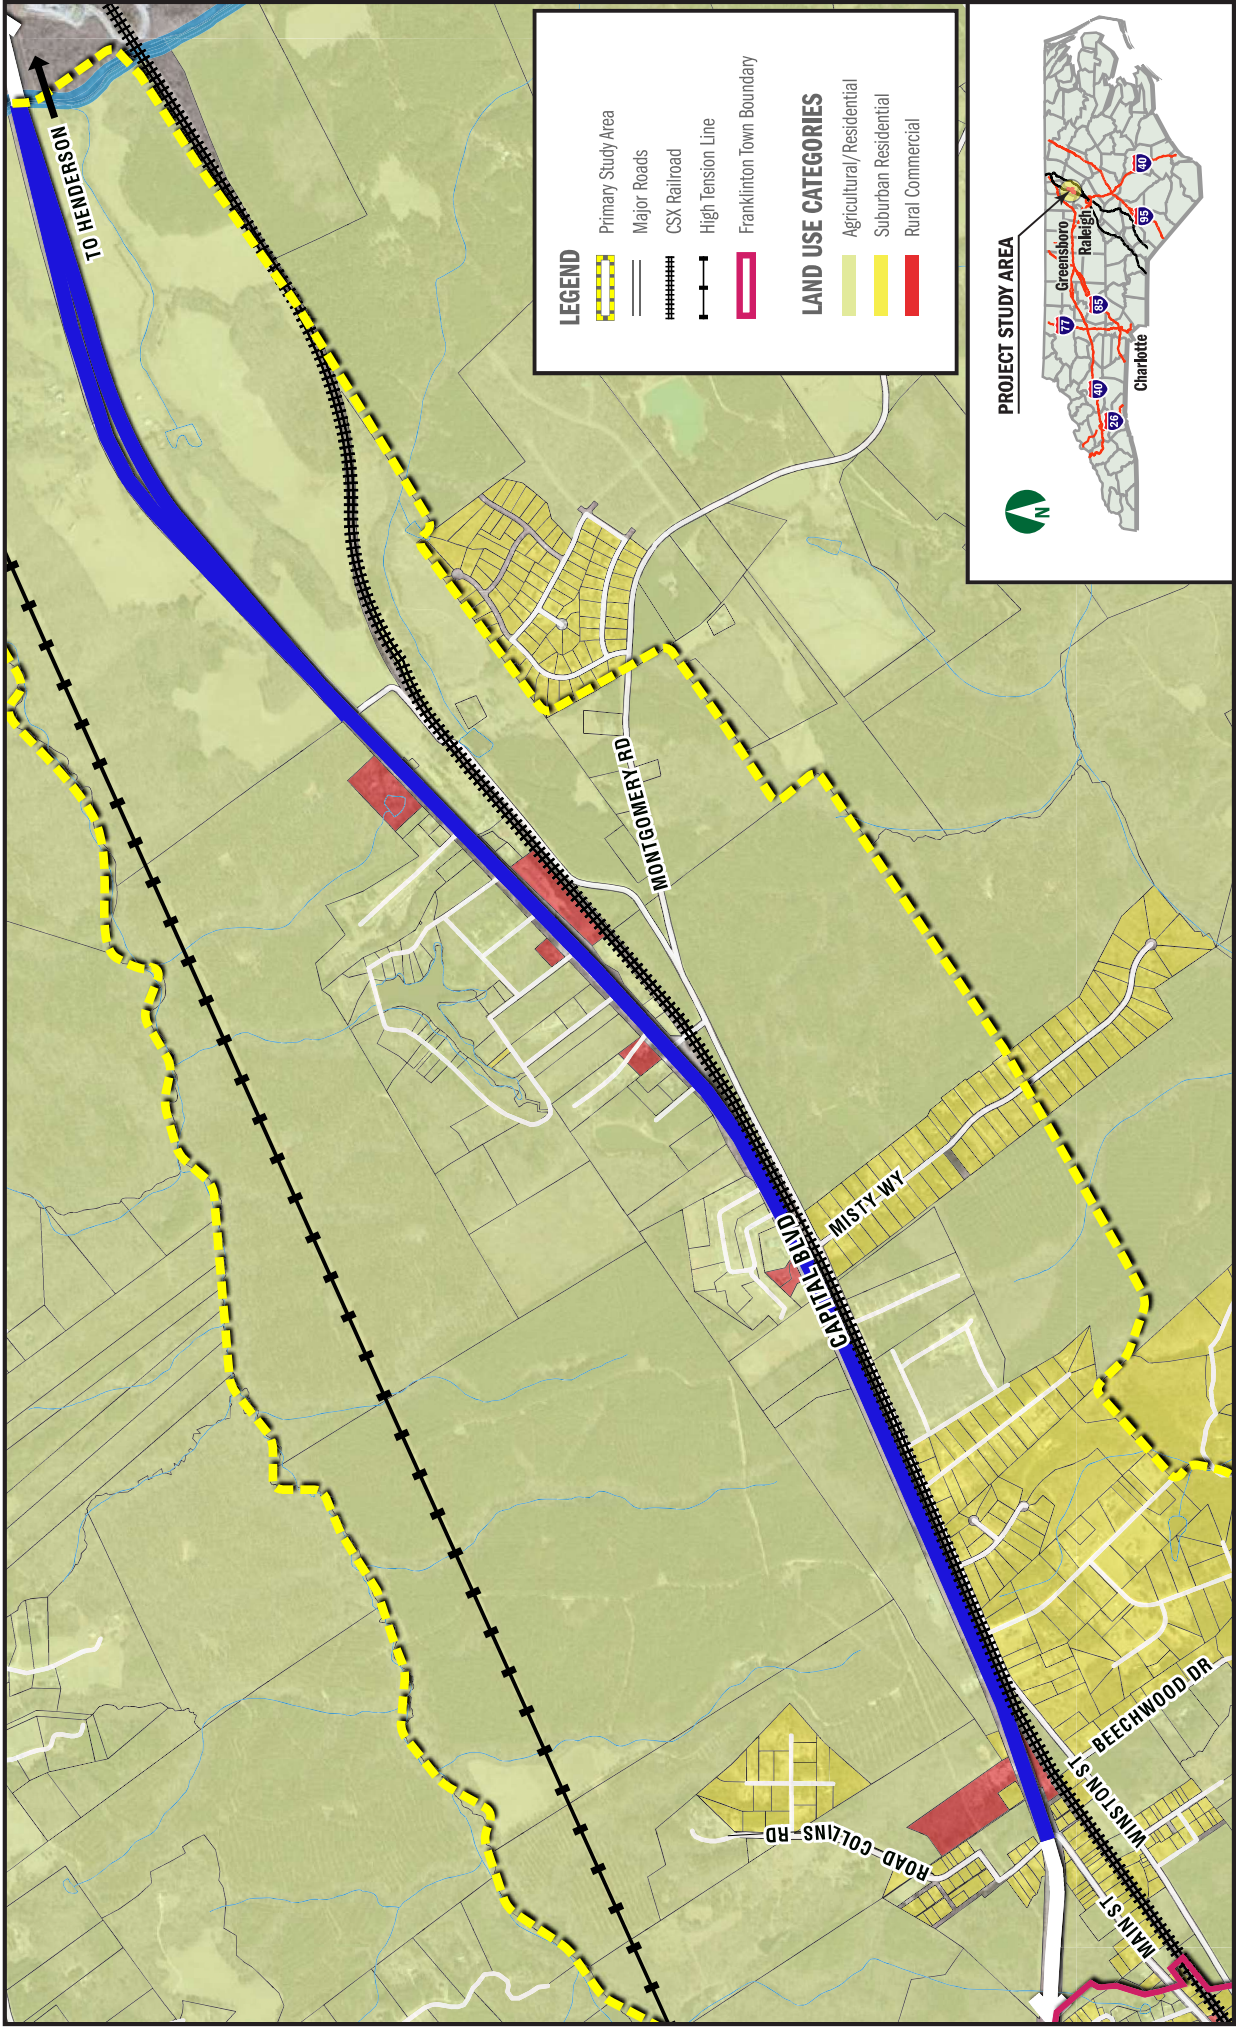 TO HENDERSON
LEGEND
Primary Study Area
Major Roads
CSX Railroad
High Tension Line
Franklinton Town Boundary
LAND USE CATEGORIES
Agricultural/Residential
Suburban Residential
Rural Commercial
PROJECT STUDY AREA
Greensboro
Raleigh
Charlotte
77
85
40
26
95
40
N
MONTGOMERY RD
MISTY WY
CAPITAL BLVD
ROAD COLLINS RD
BEECHWOOD DR
WINSTON ST
MAIN ST